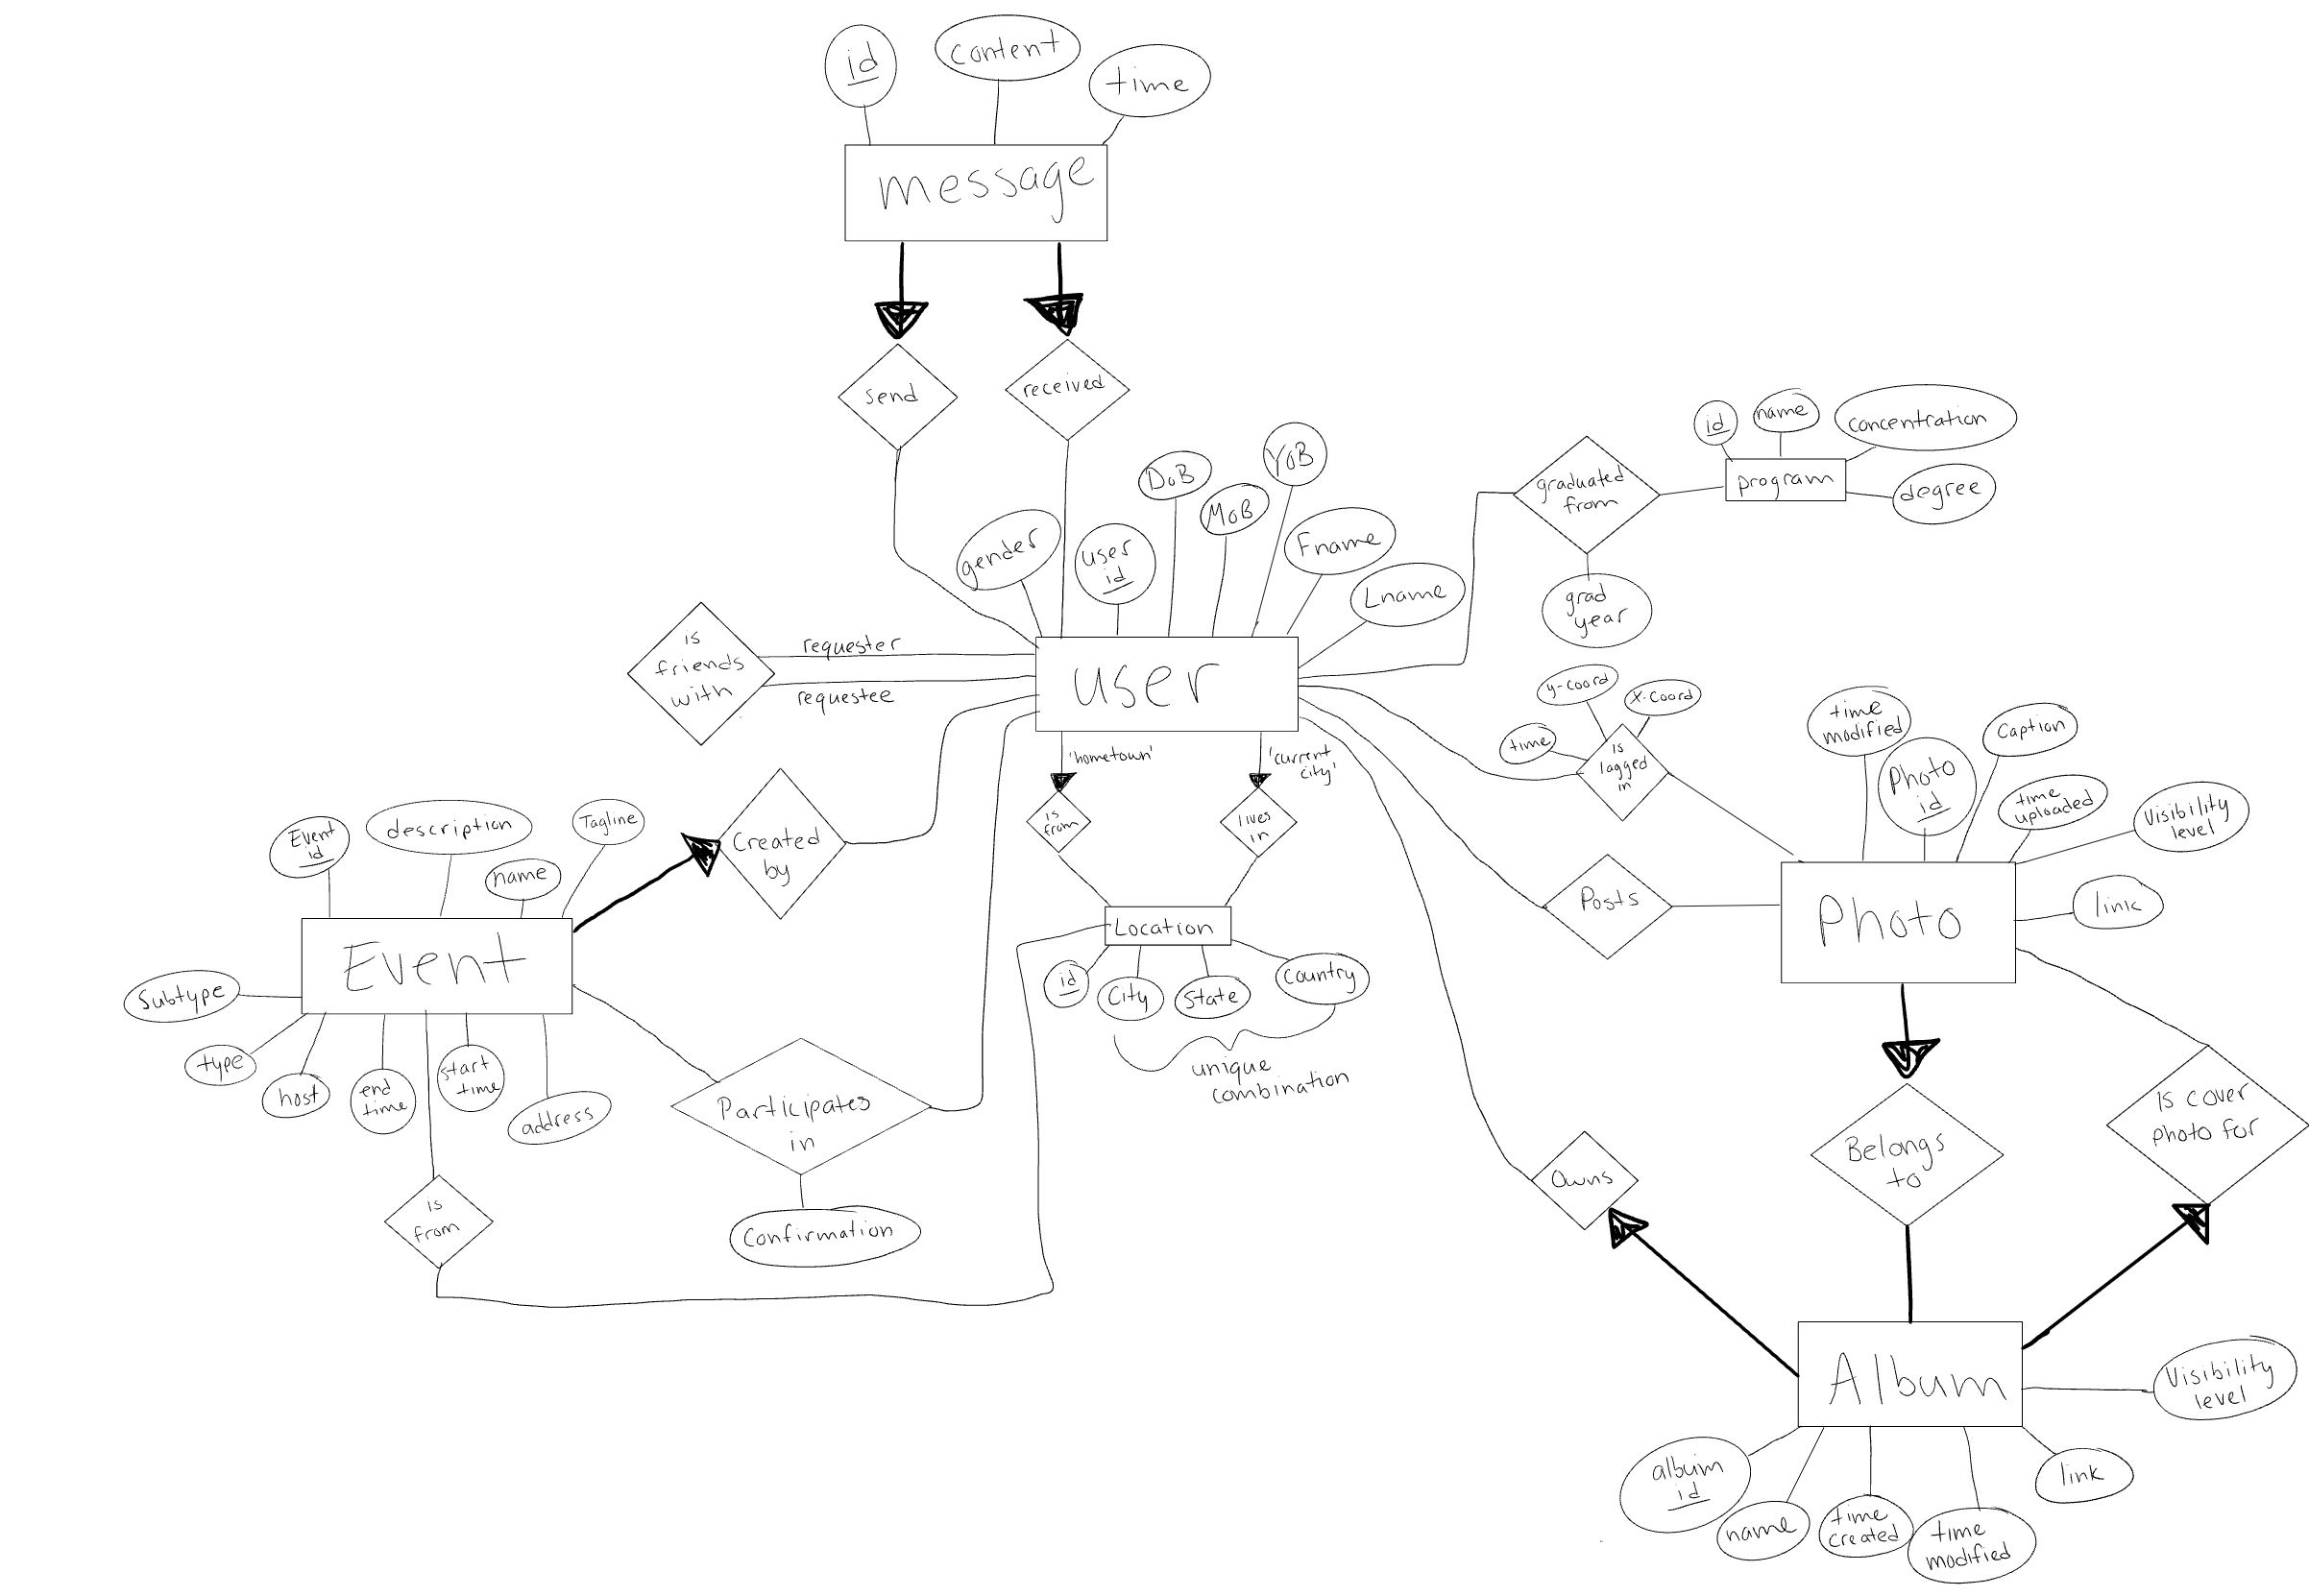 id
content
time
message
send
received
id
name
concentration
program
degree
graduated
from
grad
year
gender
user
id
DoB
MoB
YoB
Fname
Lname
is
friends
with
requester
requestee
user
'hometown'
'current
city'
is
from
lives
in
Location
id
City
State
Country
unique
combination
y-coord
x-coord
time
is
tagged
in
time
modified
Photo
id
Caption
time
uploaded
Visibility
level
link
Photo
Posts
Created
by
Event
id
description
name
Tagline
Event
Subtype
type
host
end
time
start
time
address
Participates
in
Confirmation
is
from
Owns
Belongs
to
Is cover
photo for
Album
Visibility
level
album
id
name
time
created
time
modified
link